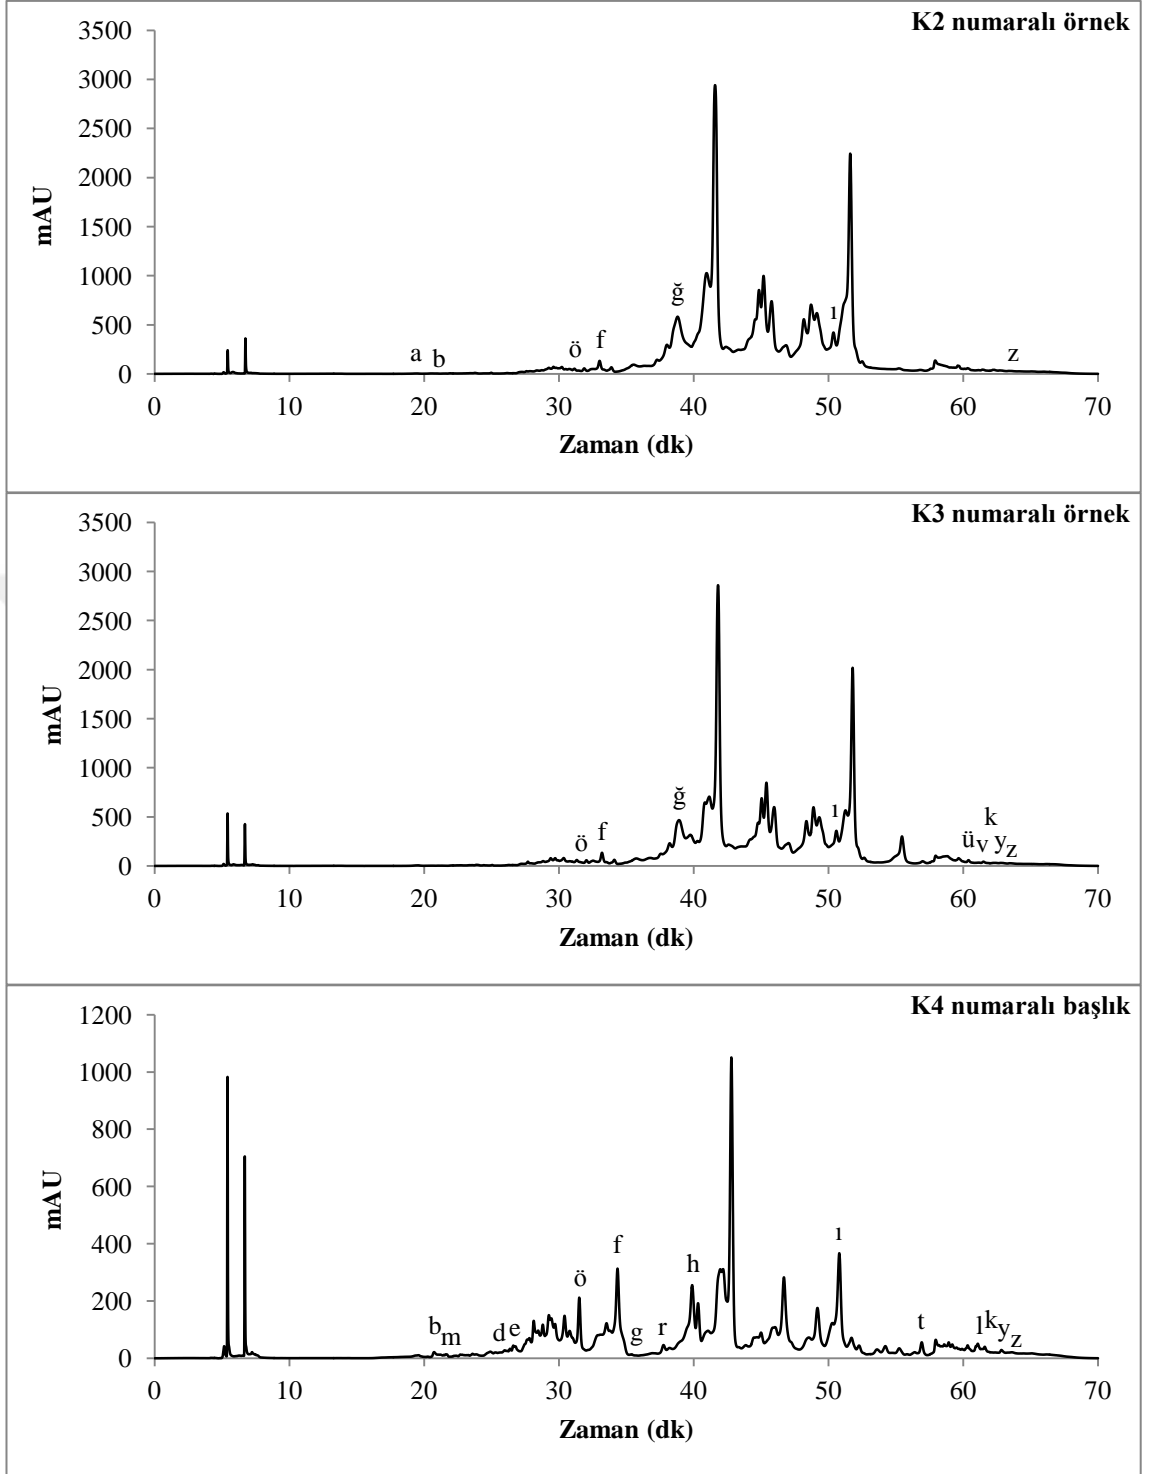 K2 numaralı örnek
3500
3000
2500
2000
1500
1000
500
0
mAU
a b ö f ğ ı z
0 10 20 30 40 50 60 70
Zaman (dk)
K3 numaralı örnek
3500
3000
2500
2000
1500
1000
500
0
mAU
ö f ğ ı ü v k y z
0 10 20 30 40 50 60 70
Zaman (dk)
K4 numaralı başlık
1200
1000
800
600
400
200
0
mAU
b m d e ö f g r h ı t l k y z
0 10 20 30 40 50 60 70
Zaman (dk)